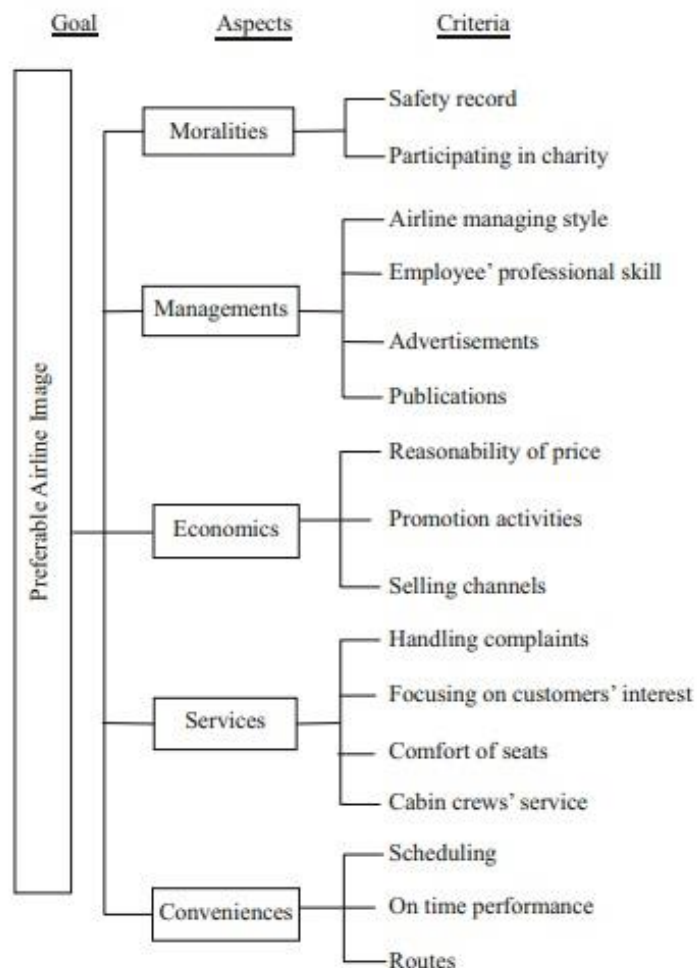 Goal Aspects Criteria
Preferable Airline Image
Moralities
Safety record
Participating in charity
Managements
Airline managing style
Employee’ professional skill
Advertisements
Publications
Economics
Reasonability of price
Promotion activities
Selling channels
Services
Handling complaints
Focusing on customers’ interest
Comfort of seats
Cabin crews’ service
Conveniences
Scheduling
On time performance
Routes